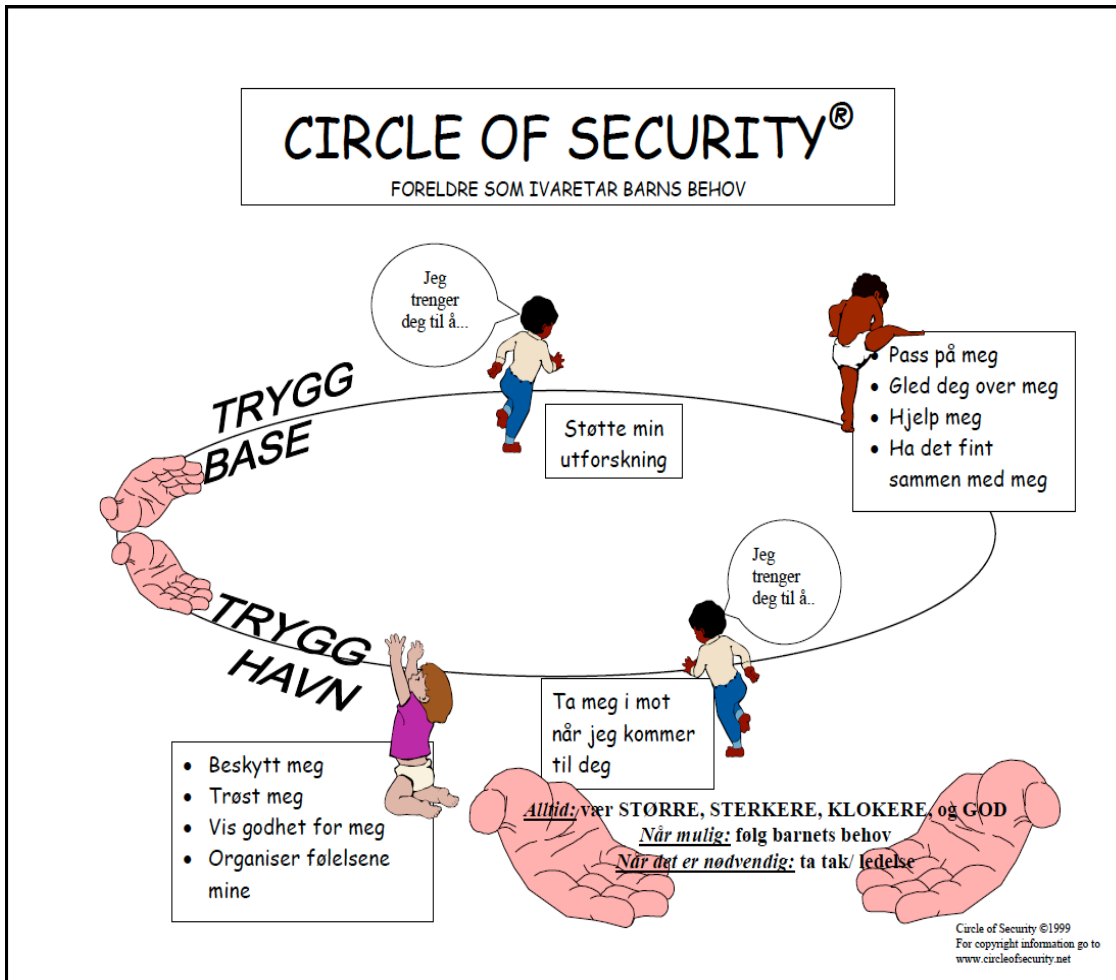 CIRCLE OF SECURITY®
FORELDRE SOM IVARETAR BARNS BEHOV
Jeg
trenger
deg til å...
TRYGG
BASE
Støtte min
utforskning
• Pass på meg
• Gled deg over meg
• Hjelp meg
• Ha det fint
sammen med meg
Jeg
trenger
deg til å..
TRYGG
HAVN
Ta meg i mot
når jeg kommer
til deg
• Beskytt meg
• Trøst meg
• Vis godhet for meg
• Organiser følelsene
mine
Alltid: vær STØRRE, STERKERE, KLOKERE, og GOD
Når mulig: følg barnets behov
Når det er nødvendig: ta tak/ ledelse
Circle of Security ©1999
For copyright information go to
www.circleofsecurity.net